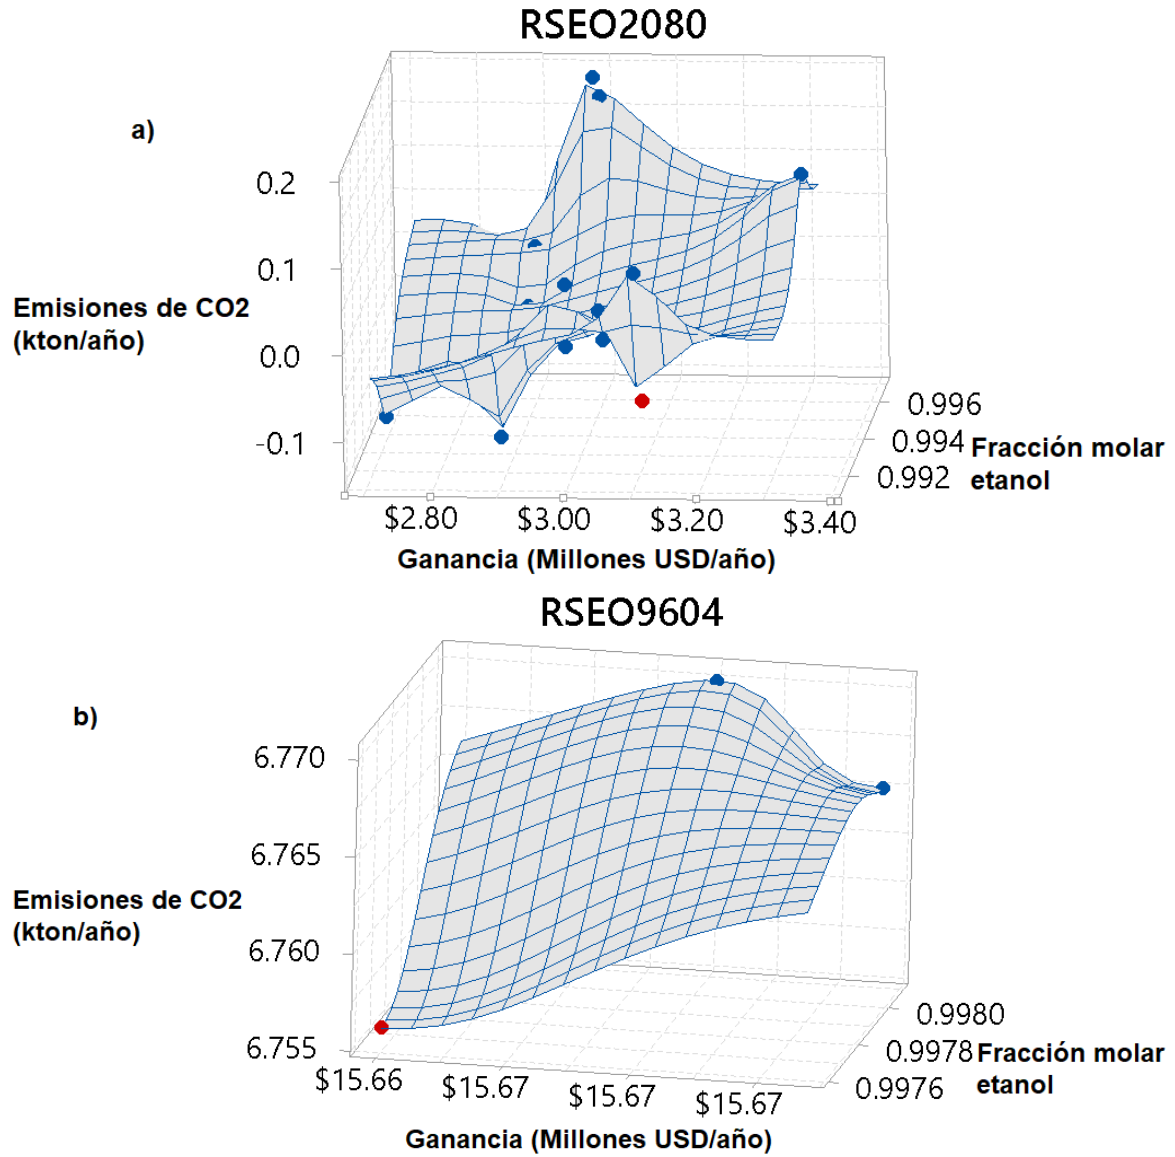 RSEO2080
a)
0.2
0.1
0.0
-0.1
Emisiones de CO2
(kton/año)
0.996
0.994
0.992
Fracción molar
etanol
$2.80 $3.00 $3.20 $3.40
Ganancia (Millones USD/año)
RSEO9604
b)
6.770
6.765
6.760
6.755
Emisiones de CO2
(kton/año)
0.9980
0.9978
0.9976
Fracción molar
etanol
$15.66 $15.67 $15.67 $15.67
Ganancia (Millones USD/año)